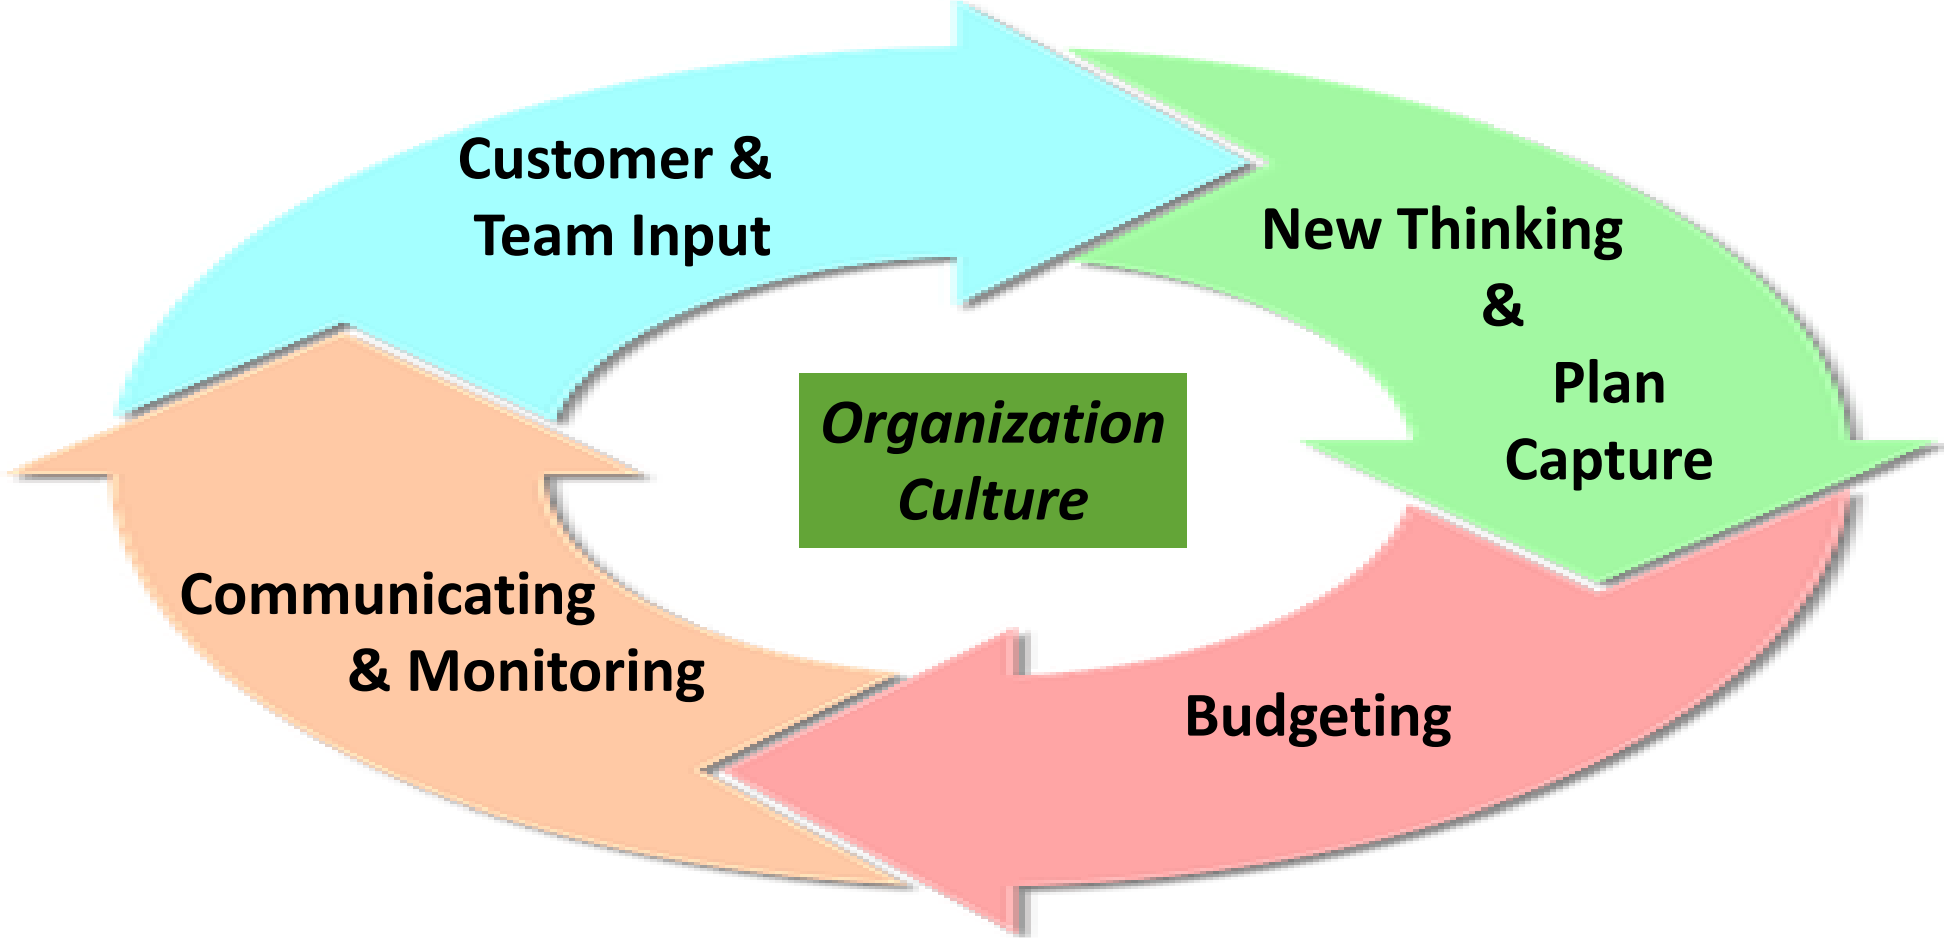 Customer &
Team Input
New Thinking
&
Plan
Capture
Organization
Culture
Communicating
& Monitoring
Budgeting